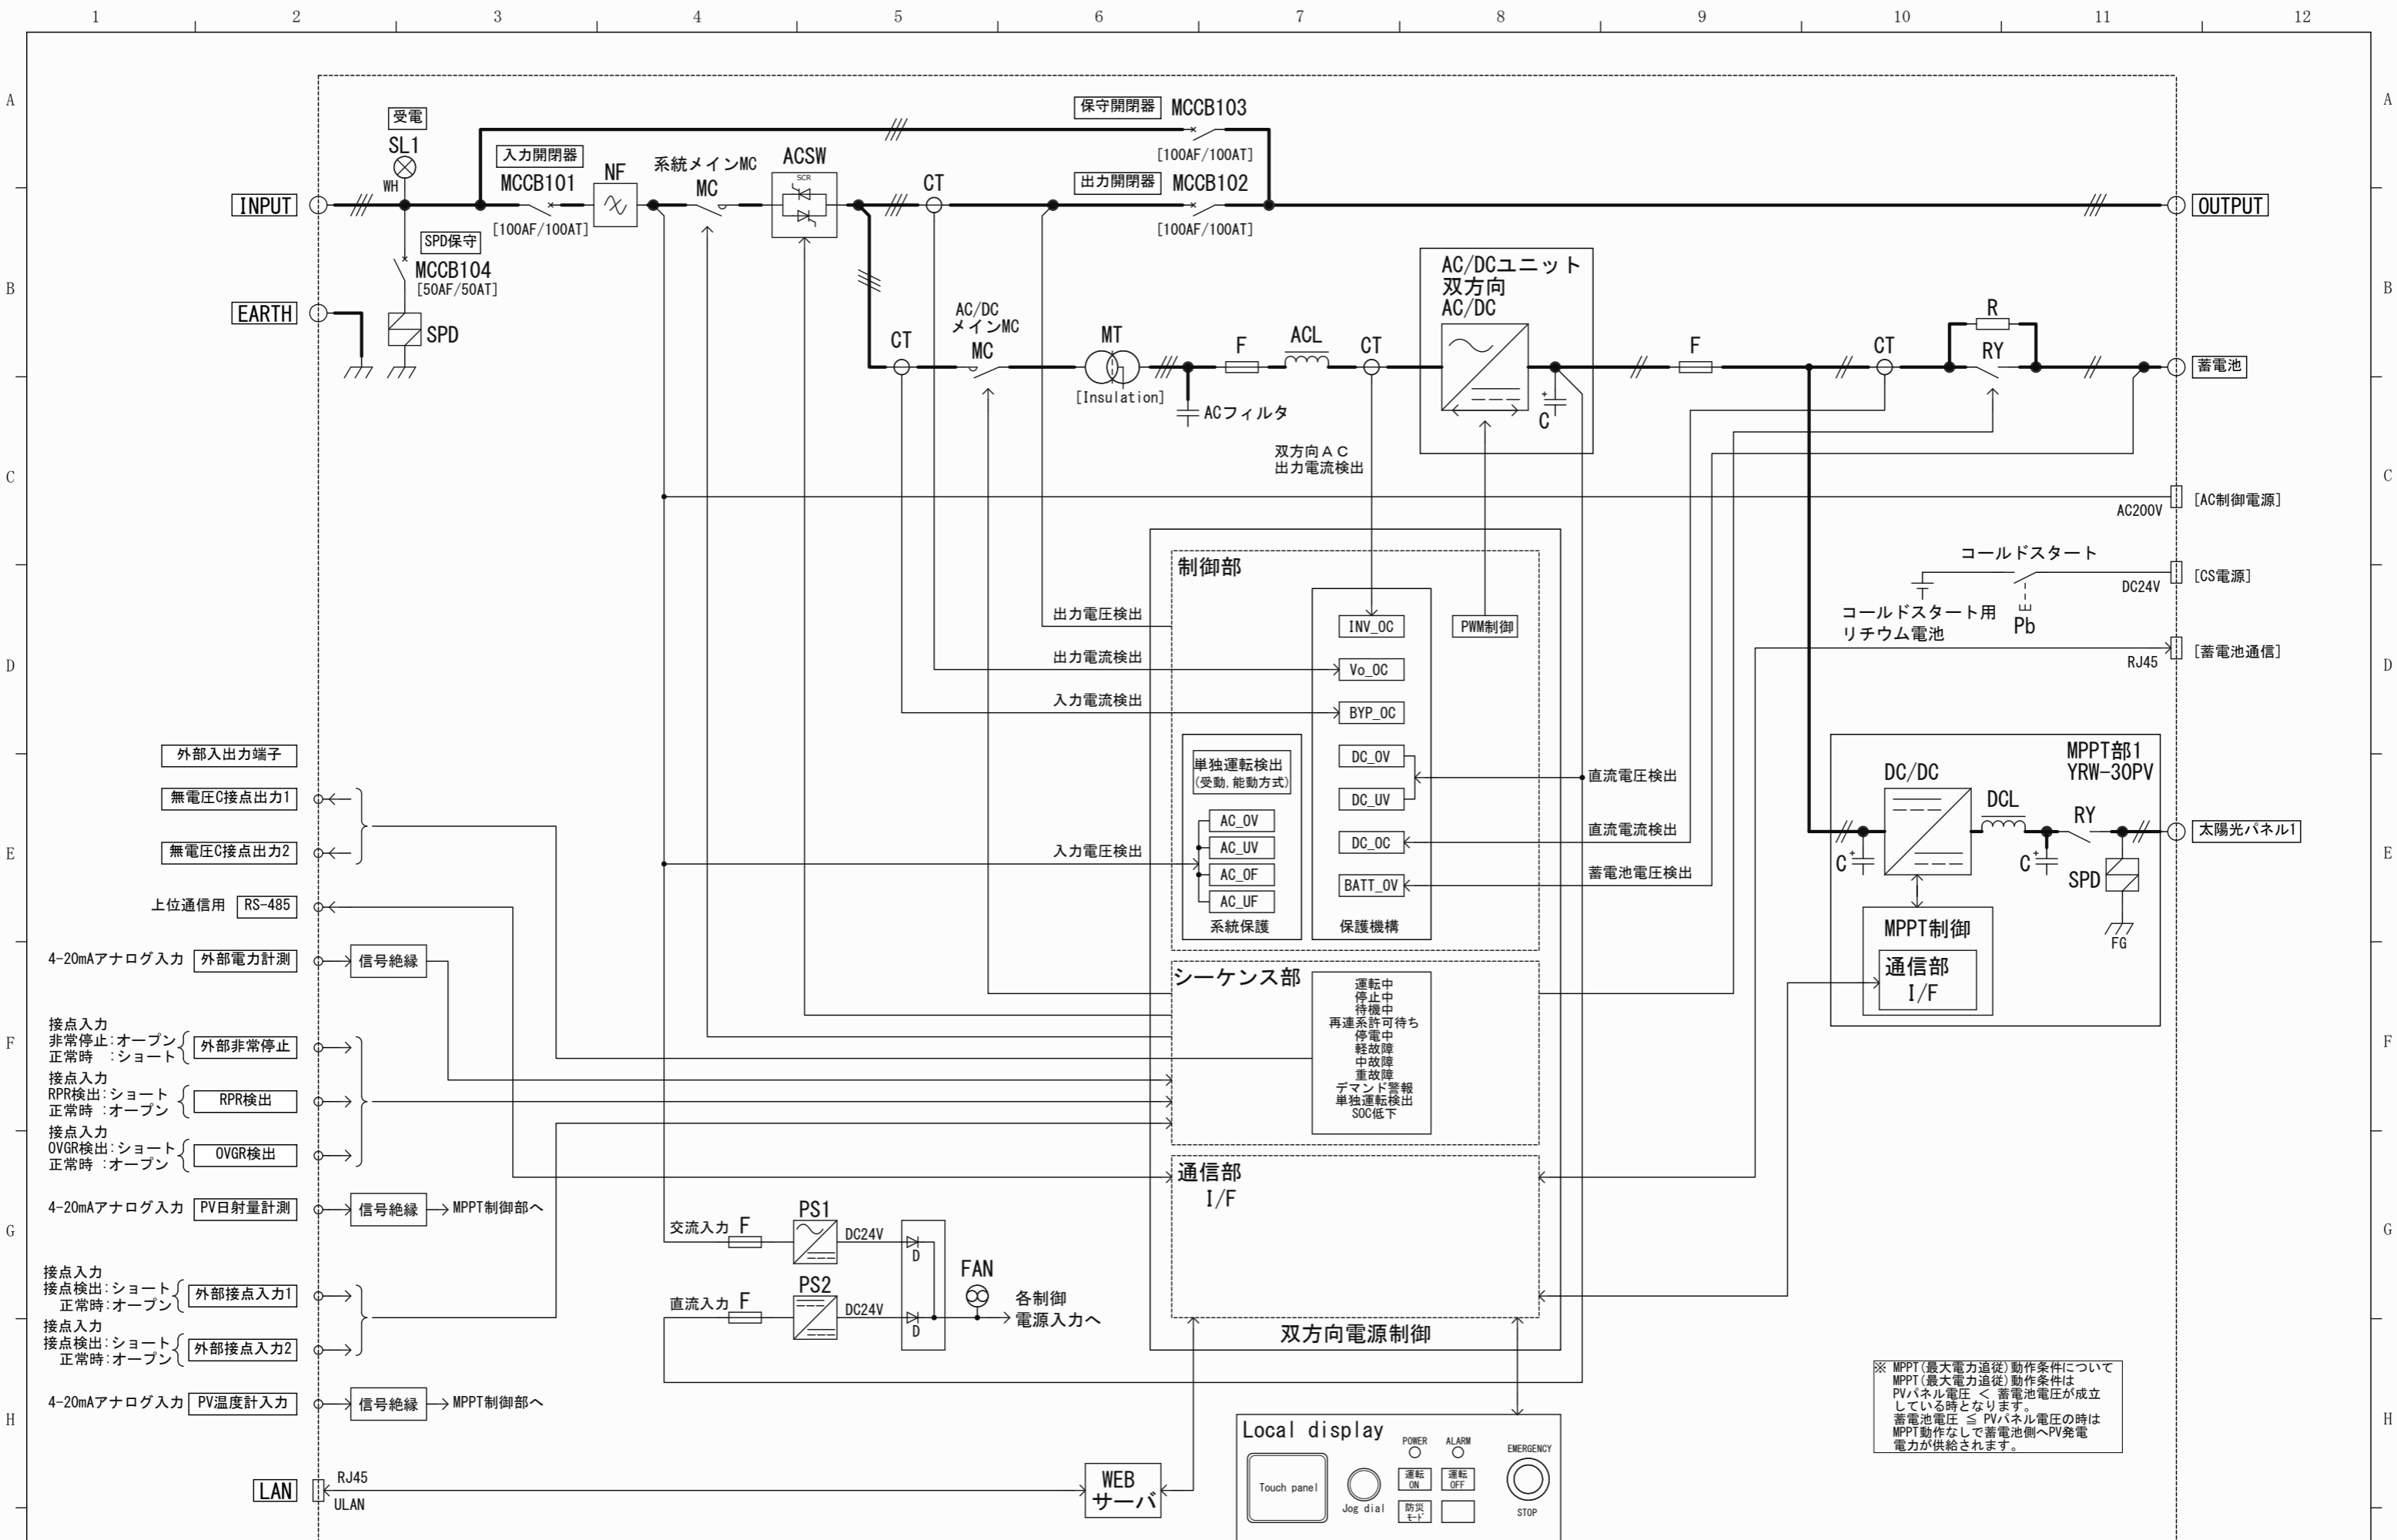 1 2 3 4 5 6 7 8 9 10 11 12
A A
受電
SL1
WH
保守開閉器 MCCB103
[100AF/100AT]
入力開閉器
MCCB101
[100AF/100AT]
NF
系統メインMC
MC
ACSW
SCR
CT
出力開閉器 MCCB102
[100AF/100AT]
INPUT
OUTPUT
SPD保守
MCCB104
[50AF/50AT]
SPD
EARTH
B B
AC/DCユニット
双方向
AC/DC
CT
AC/DC
メインMC
MC
MT
[Insulation]
F
ACL
CT
+
C
F
CT
R
RY
蓄電池
ACフィルタ
双方向AC
出力電流検出
C C
AC200V
[AC制御電源]
コールドスタート
DC24V
[CS電源]
コールドスタート用
リチウム電池
Pb
制御部
出力電圧検出
INV_OC
PWM制御
出力電流検出
Vo_OC
RJ45
[蓄電池通信]
D D
入力電流検出
BYP_OC
外部入出力端子
単独運転検出
(受動,能動方式)
DC_OV
直流電圧検出
DC_UV
MPPT部1
YRW-30PV
DC/DC
DCL
RY
無電圧C接点出力1
AC_OV
AC_UV
DC_OC
直流電流検出
太陽光パネル1
無電圧C接点出力2
入力電圧検出
AC_OF
AC_UF
BATT_OV
蓄電池電圧検出
C
+
C
+
SPD
FG
E E
系統保護
保護機構
上位通信用 RS-485
MPPT制御
通信部
I/F
4-20mAアナログ入力 外部電力計測 信号絶縁
シーケンス部
運転中
停止中
待機中
再連系許可待ち
停電中
軽故障
中故障
重故障
デマンド警報
単独運転検出
SOC低下
F F
接点入力
非常停止:オープン
正常時 :ショート
外部非常停止
接点入力
RPR検出:ショート
正常時 :オープン
RPR検出
接点入力
OVGR検出:ショート
正常時 :オープン
OVGR検出
通信部
I/F
4-20mAアナログ入力 PV日射量計測 信号絶縁 MPPT制御部へ
G G
交流入力 F
PS1
DC24V
D
FAN
直流入力 F
PS2
DC24V
D
各制御
電源入力へ
接点入力
接点検出:ショート
正常時:オープン
外部接点入力1
接点入力
接点検出:ショート
正常時:オープン
外部接点入力2
双方向電源制御
4-20mAアナログ入力 PV温度計入力 信号絶縁 MPPT制御部へ
※ MPPT(最大電力追従)動作条件について
MPPT(最大電力追従)動作条件は
PVパネル電圧 < 蓄電池電圧が成立
している時となります。
蓄電池電圧 ≦ PVパネル電圧の時は
MPPT動作なしで蓄電池側へPV発電
電力が供給されます。
H H
Local display
POWER
ALARM
EMERGENCY
Touch panel
Jog dial
運転
ON
運転
OFF
防災
モード
STOP
LAN
RJ45
ULAN
WEB
サーバ